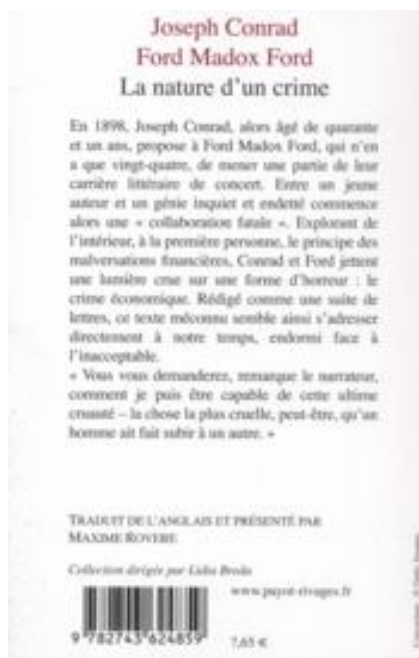 Joseph Conrad
Ford Madox Ford
La nature d'un crime
En 1898, Joseph Conrad, alors âgé de quarante
et un ans, propose à Ford Madox Ford, qui n'en
a que vingt-quatre, de mener une partie de leur
carrière littéraire de concert. Entre un jeune
auteur et un génie inquiet et endetté commence
alors une « collaboration fatale ». Explorant de
l'intérieur, à la première personne, le principe des
malversations financières, Conrad et Ford jettent
une lumière crue sur une forme d'horreur : le
crime économique. Rédigé comme une suite de
lettres, ce texte méconnu semble ainsi s'adresser
directement à notre temps, endormi face à
l'inacceptable.
« Vous vous demanderez, remarque le narrateur,
comment je puis être capable de cette ultime
cruauté – la chose la plus cruelle, peut-être, qu'un
homme ait fait subir à un autre. »
TRADUIT DE L'ANGLAIS ET PRÉSENTÉ PAR
MAXIME ROVERE
Collection dirigée par Lidia Breda
www.payot-rivages.fr
9 782743 624859
7,65 €